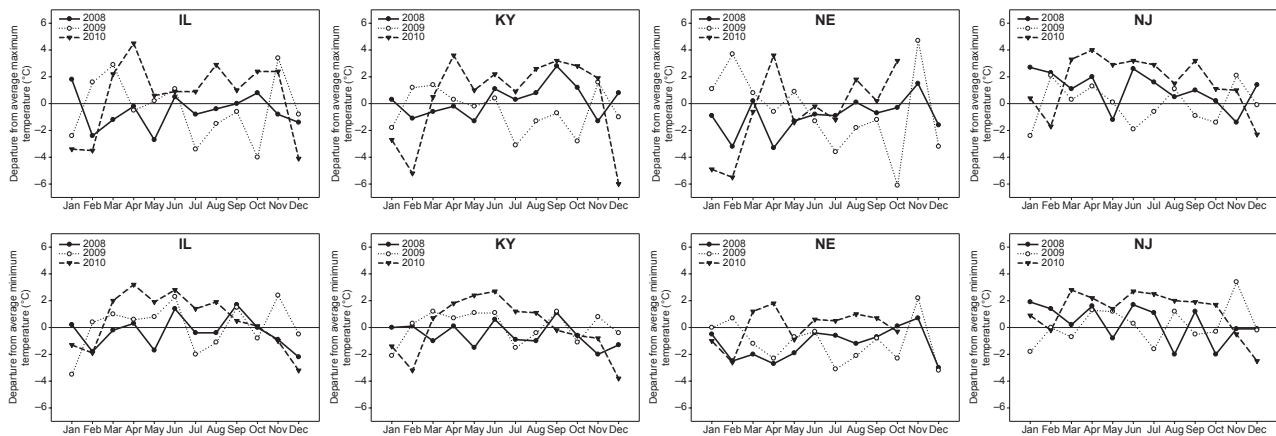 IL
2008
2009
2010
Departure from average maximum
temperature (°C)
6
4
2
0
–2
–4
–6
Jan Feb Mar Apr May Jun Jul Aug Sep Oct Nov Dec
KY
2008
2009
2010
Departure from average maximum
temperature (°C)
6
4
2
0
–2
–4
–6
Jan Feb Mar Apr May Jun Jul Aug Sep Oct Nov Dec
NE
2008
2009
2010
Departure from average maximum
temperature (°C)
6
4
2
0
–2
–4
–6
Jan Feb Mar Apr May Jun Jul Aug Sep Oct Nov Dec
NJ
2008
2009
2010
Departure from average maximum
temperature (°C)
6
4
2
0
–2
–4
–6
Jan Feb Mar Apr May Jun Jul Aug Sep Oct Nov Dec
IL
2008
2009
2010
Departure from average minimum
temperature (°C)
6
4
2
0
–2
–4
–6
Jan Feb Mar Apr May Jun Jul Aug Sep Oct Nov Dec
KY
2008
2009
2010
Departure from average minimum
temperature (°C)
6
4
2
0
–2
–4
–6
Jan Feb Mar Apr May Jun Jul Aug Sep Oct Nov Dec
NE
2008
2009
2010
Departure from average minimum
temperature (°C)
6
4
2
0
–2
–4
–6
Jan Feb Mar Apr May Jun Jul Aug Sep Oct Nov Dec
NJ
2008
2009
2010
Departure from average minimum
temperature (°C)
6
4
2
0
–2
–4
–6
Jan Feb Mar Apr May Jun Jul Aug Sep Oct Nov Dec